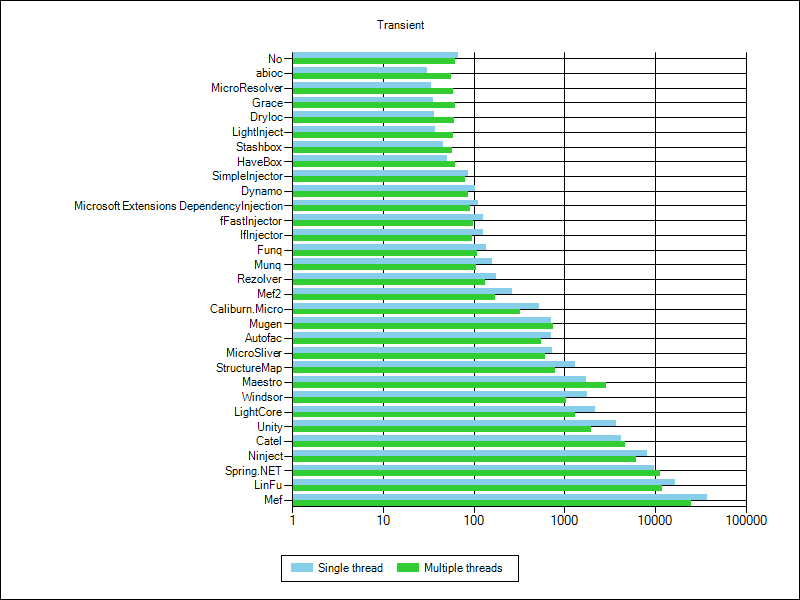 Transient
No
abioc
MicroResolver
Grace
DryIoc
LightInject
Stashbox
HaveBox
SimpleInjector
Dynamo
Microsoft Extensions DependencyInjection
fFastInjector
IfInjector
Funq
Munq
Rezolver
Mef2
Caliburn.Micro
Mugen
Autofac
MicroSliver
StructureMap
Maestro
Windsor
LightCore
Unity
Catel
Ninject
Spring.NET
LinFu
Mef
1 10 100 1000 10000 100000
Single thread Multiple threads